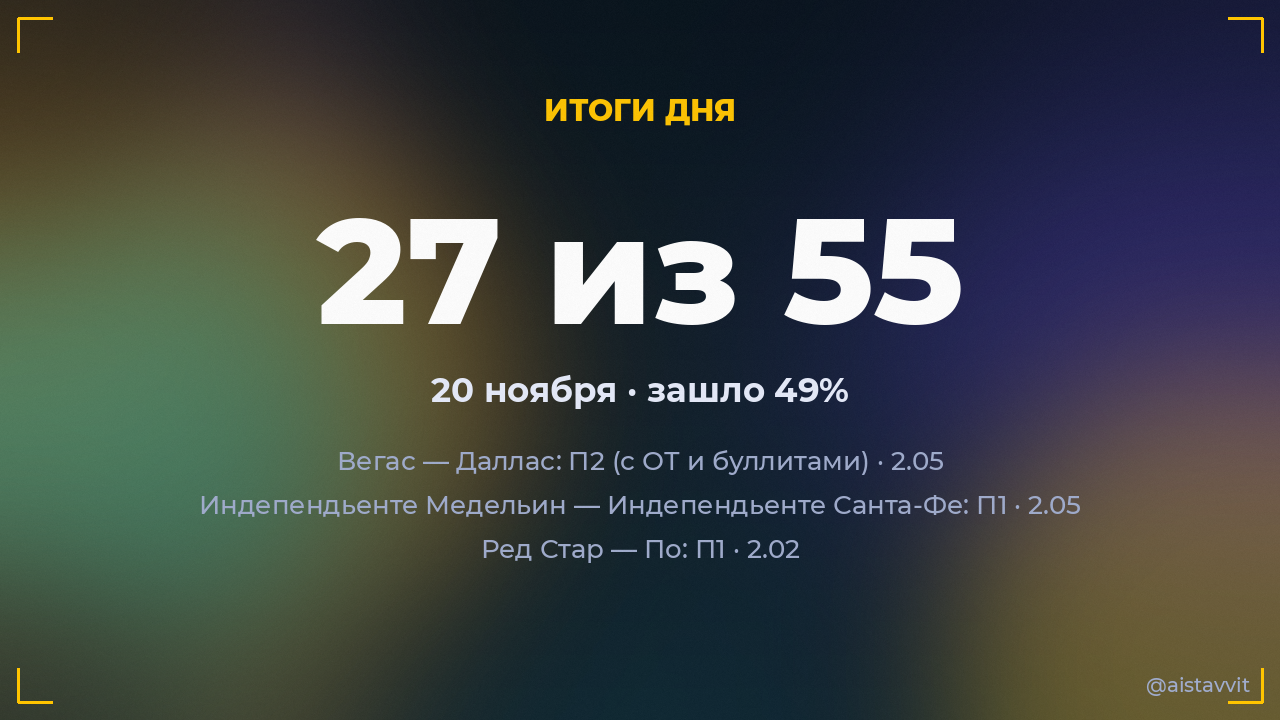 ИТОГИ ДНЯ
27 из 55
20 ноября · зашло 49%
Вегас — Даллас: П2 (с ОТ и буллитами) · 2.05
Индепендьенте Медельин — Индепендьенте Санта-Фе: П1 · 2.05
Ред Стар — По: П1 · 2.02
@aistavvit